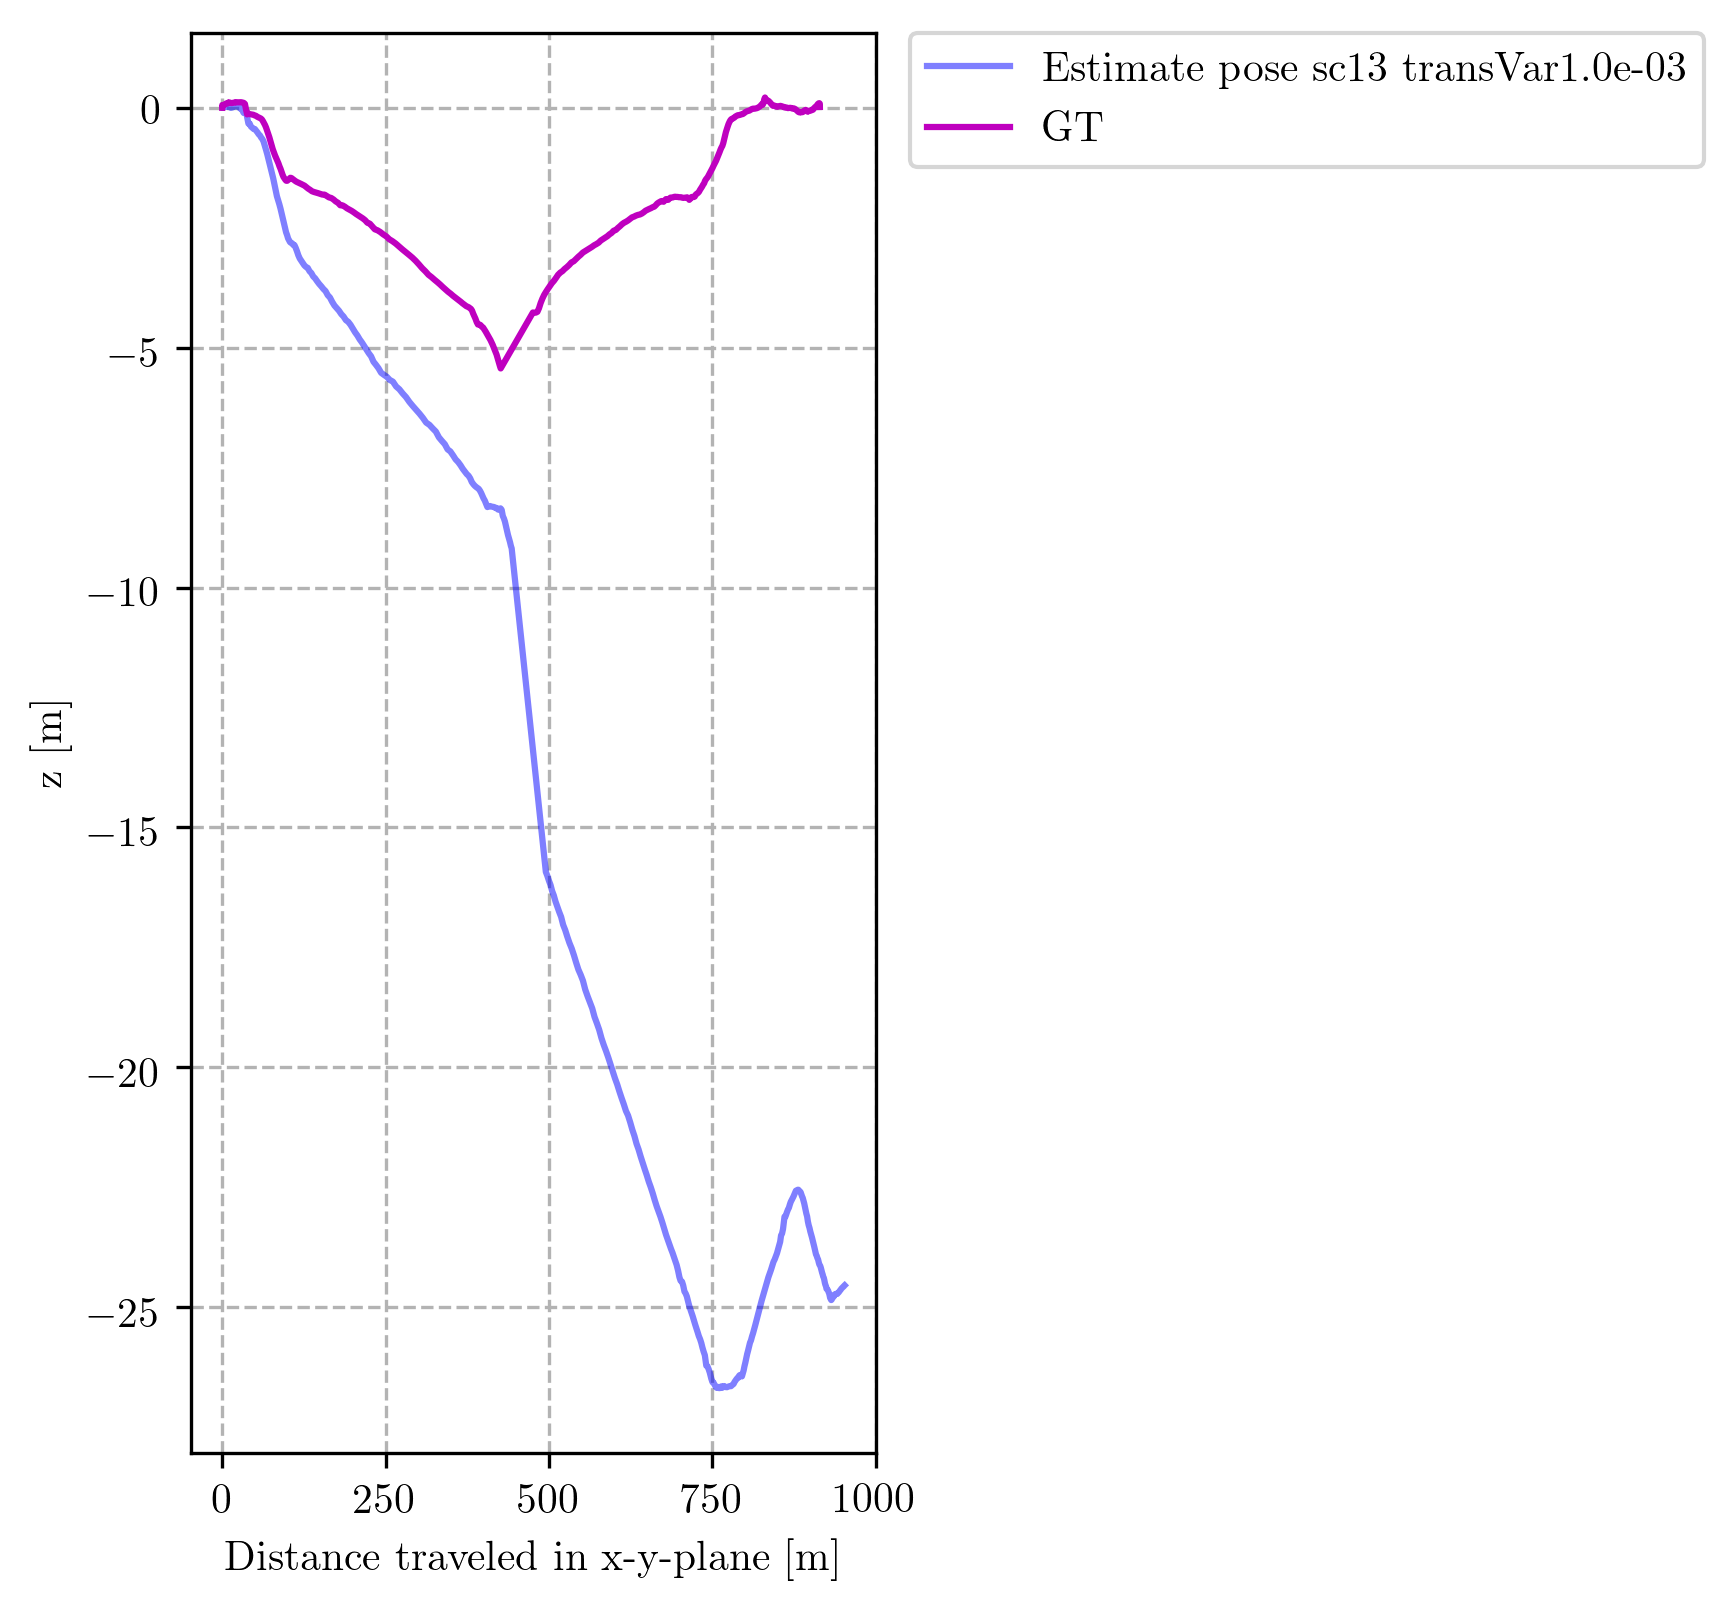 Estimate pose sc13 transVar1.0e-03
GT
0
−5
−10
−15
−20
−25
z [m]
0 250 500 750 1000
Distance traveled in x-y-plane [m]